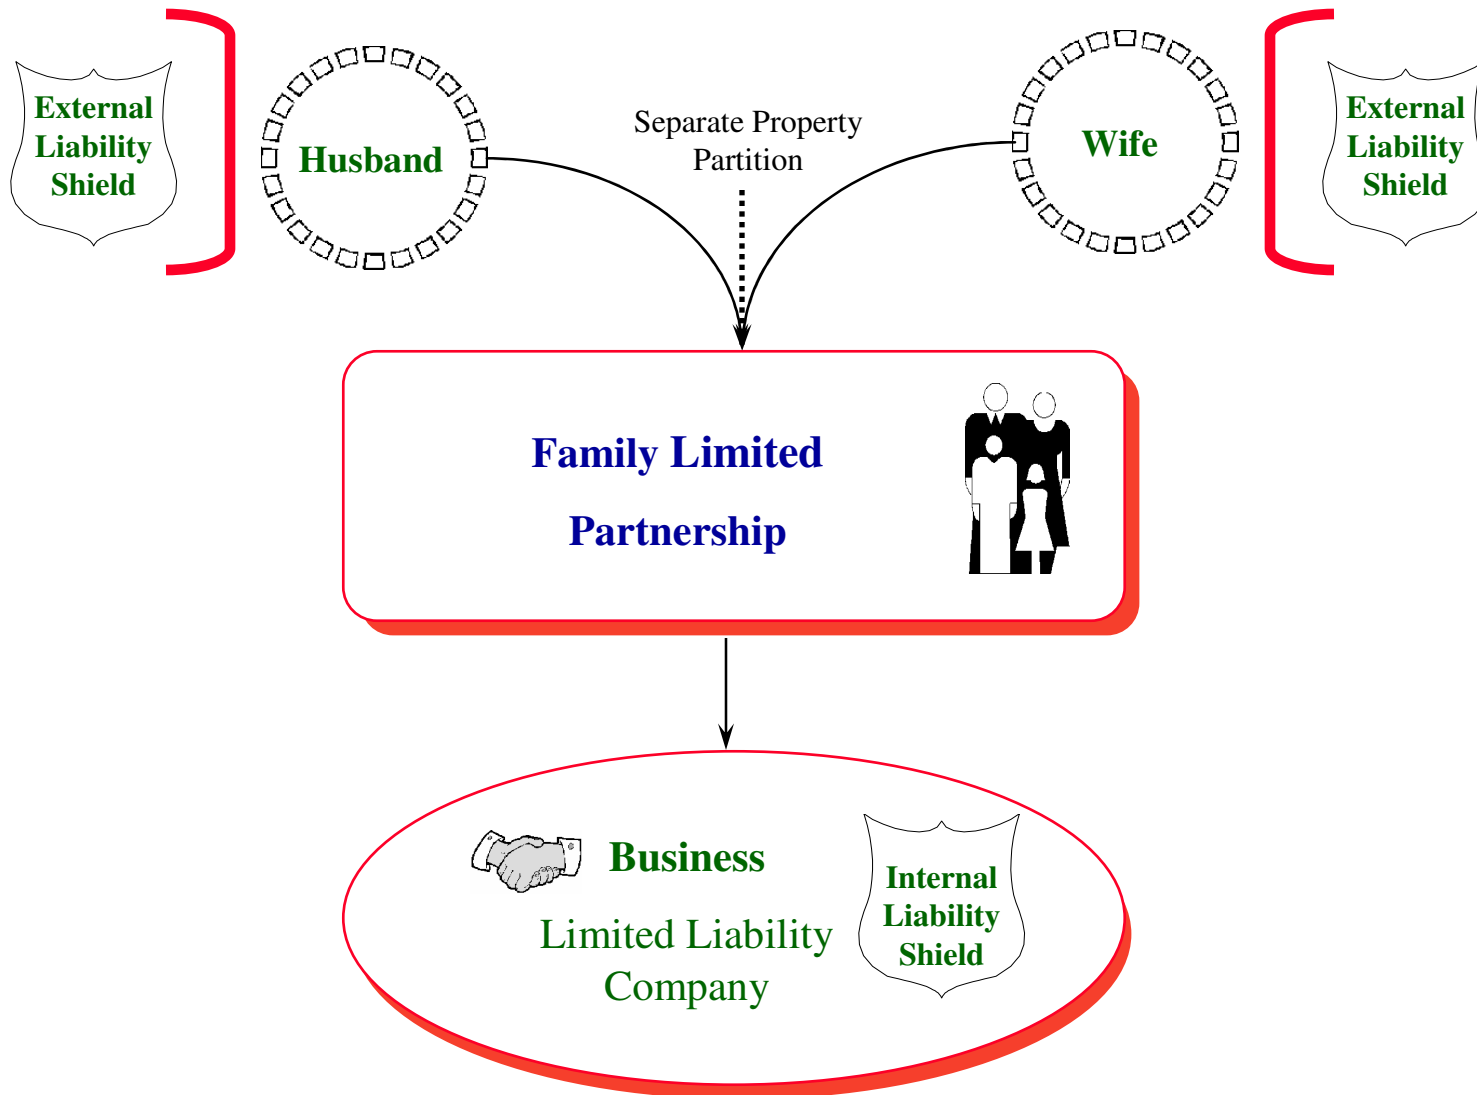 External
Liability
Shield
Husband
Separate Property
Partition
Wife
External
Liability
Shield
Family Limited
Partnership
Business
Limited Liability
Company
Internal
Liability
Shield